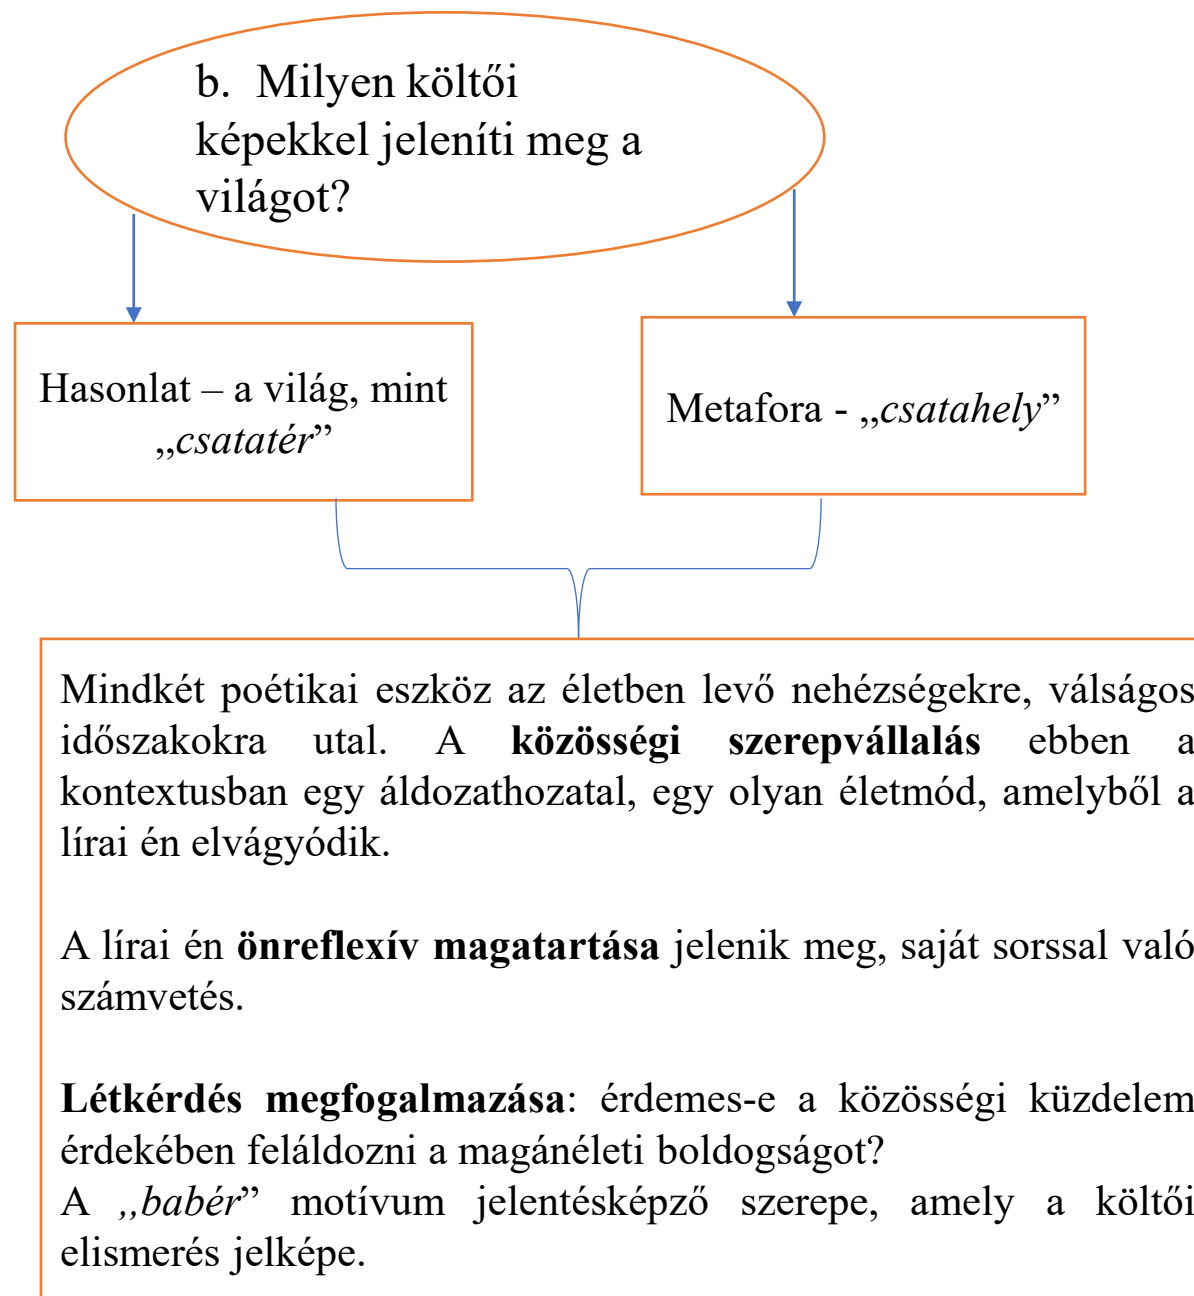 b. Milyen költői
képekkel jeleníti meg a
világot?
Hasonlat – a világ, mint
,,csatatér”
Metafora - ,,csatahely”
Mindkét poétikai eszköz az életben levő nehézségekre, válságos
időszakokra utal. A közösségi szerepvállalás ebben a
kontextusban egy áldozathozatal, egy olyan életmód, amelyből a
lírai én elvágyódik.
A lírai én önreflexív magatartása jelenik meg, saját sorssal való
számvetés.
Létkérdés megfogalmazása: érdemes-e a közösségi küzdelem
érdekében feláldozni a magánéleti boldogságot?
A ,,babér” motívum jelentésképző szerepe, amely a költői
elismerés jelképe.